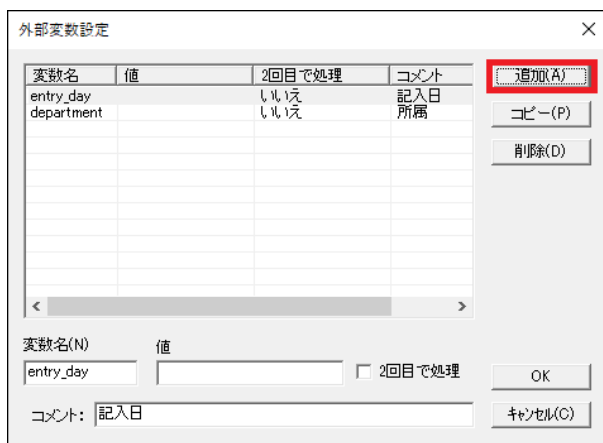 外部変数設定
変数名 値 2回目で処理 コメント
entry_day いいえ 記入日
department いいえ 所属
追加(A)
コピー(P)
削除(D)
変数名(N) 値
entry_day 2回目で処理
コメント: 記入日
OK
キャンセル(C)